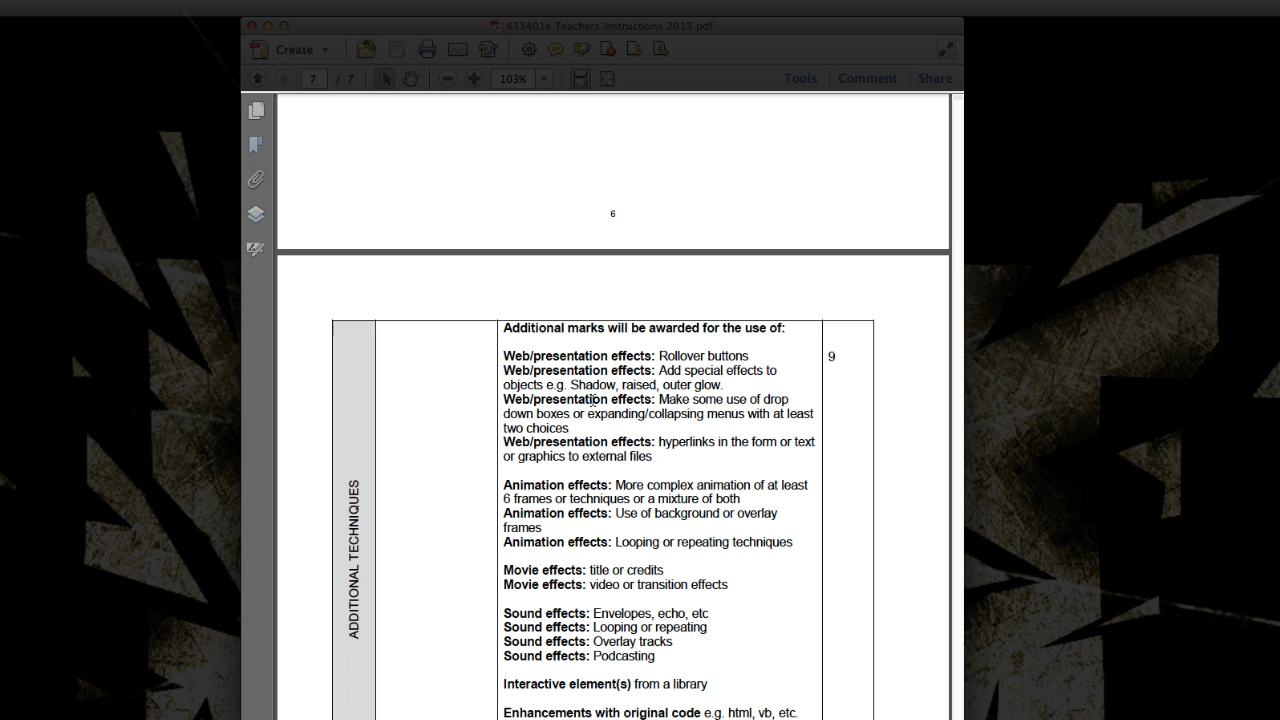 433401e Teachers Instructions 2013.pdf
Create
7 / 7 103% Tools Comment Share
6
ADDITIONAL TECHNIQUES
Additional marks will be awarded for the use of:
9
Web/presentation effects: Rollover buttons
Web/presentation effects: Add special effects to
objects e.g. Shadow, raised, outer glow.
Web/presentation effects: Make some use of drop
down boxes or expanding/collapsing menus with at least
two choices
Web/presentation effects: hyperlinks in the form or text
or graphics to external files
Animation effects: More complex animation of at least
6 frames or techniques or a mixture of both
Animation effects: Use of background or overlay
frames
Animation effects: Looping or repeating techniques
Movie effects: title or credits
Movie effects: video or transition effects
Sound effects: Envelopes, echo, etc
Sound effects: Looping or repeating
Sound effects: Overlay tracks
Sound effects: Podcasting
Interactive element(s) from a library
Enhancements with original code e.g. html, vb, etc.